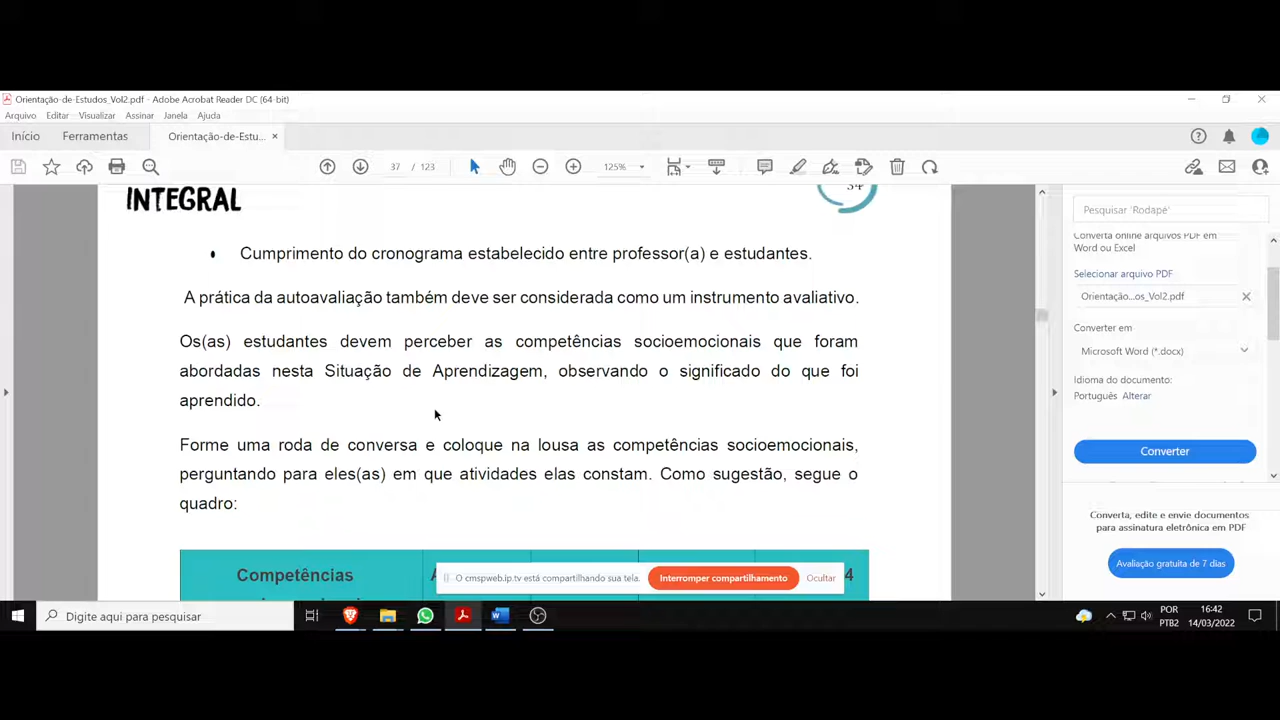 Orientação-de-Estudos_Vol2.pdf - Adobe Acrobat Reader DC (64-bit)
Arquivo Editar Visualizar Assinar Janela Ajuda
Início Ferramentas Orientação-de-Estu... ×
37 / 123 125%
INTEGRAL
Pesquisar 'Rodapé'
Converta online arquivos PDF em
Word ou Excel
Selecionar arquivo PDF
Orientação...os_Vol2.pdf
Converter em
Microsoft Word (*.docx)
Idioma do documento:
Português Alterar
Converter
Converta, edite e envie documentos
para assinatura eletrônica em PDF
Avaliação gratuita de 7 dias
• Cumprimento do cronograma estabelecido entre professor(a) e estudantes.
A prática da autoavaliação também deve ser considerada como um instrumento avaliativo.
Os(as) estudantes devem perceber as competências socioemocionais que foram
abordadas nesta Situação de Aprendizagem, observando o significado do que foi
aprendido.
Forme uma roda de conversa e coloque na lousa as competências socioemocionais,
perguntando para eles(as) em que atividades elas constam. Como sugestão, segue o
quadro:
Competências
4
O cmspweb.ip.tv está compartilhando sua tela. Interromper compartilhamento Ocultar
Digite aqui para pesquisar
POR
PTB2
16:42
14/03/2022